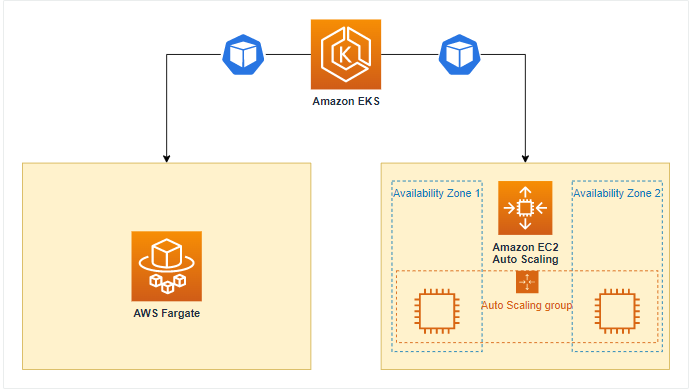 Amazon EKS
Availability Zone 1
Availability Zone 2
Amazon EC2
Auto Scaling
Auto Scaling group
AWS Fargate